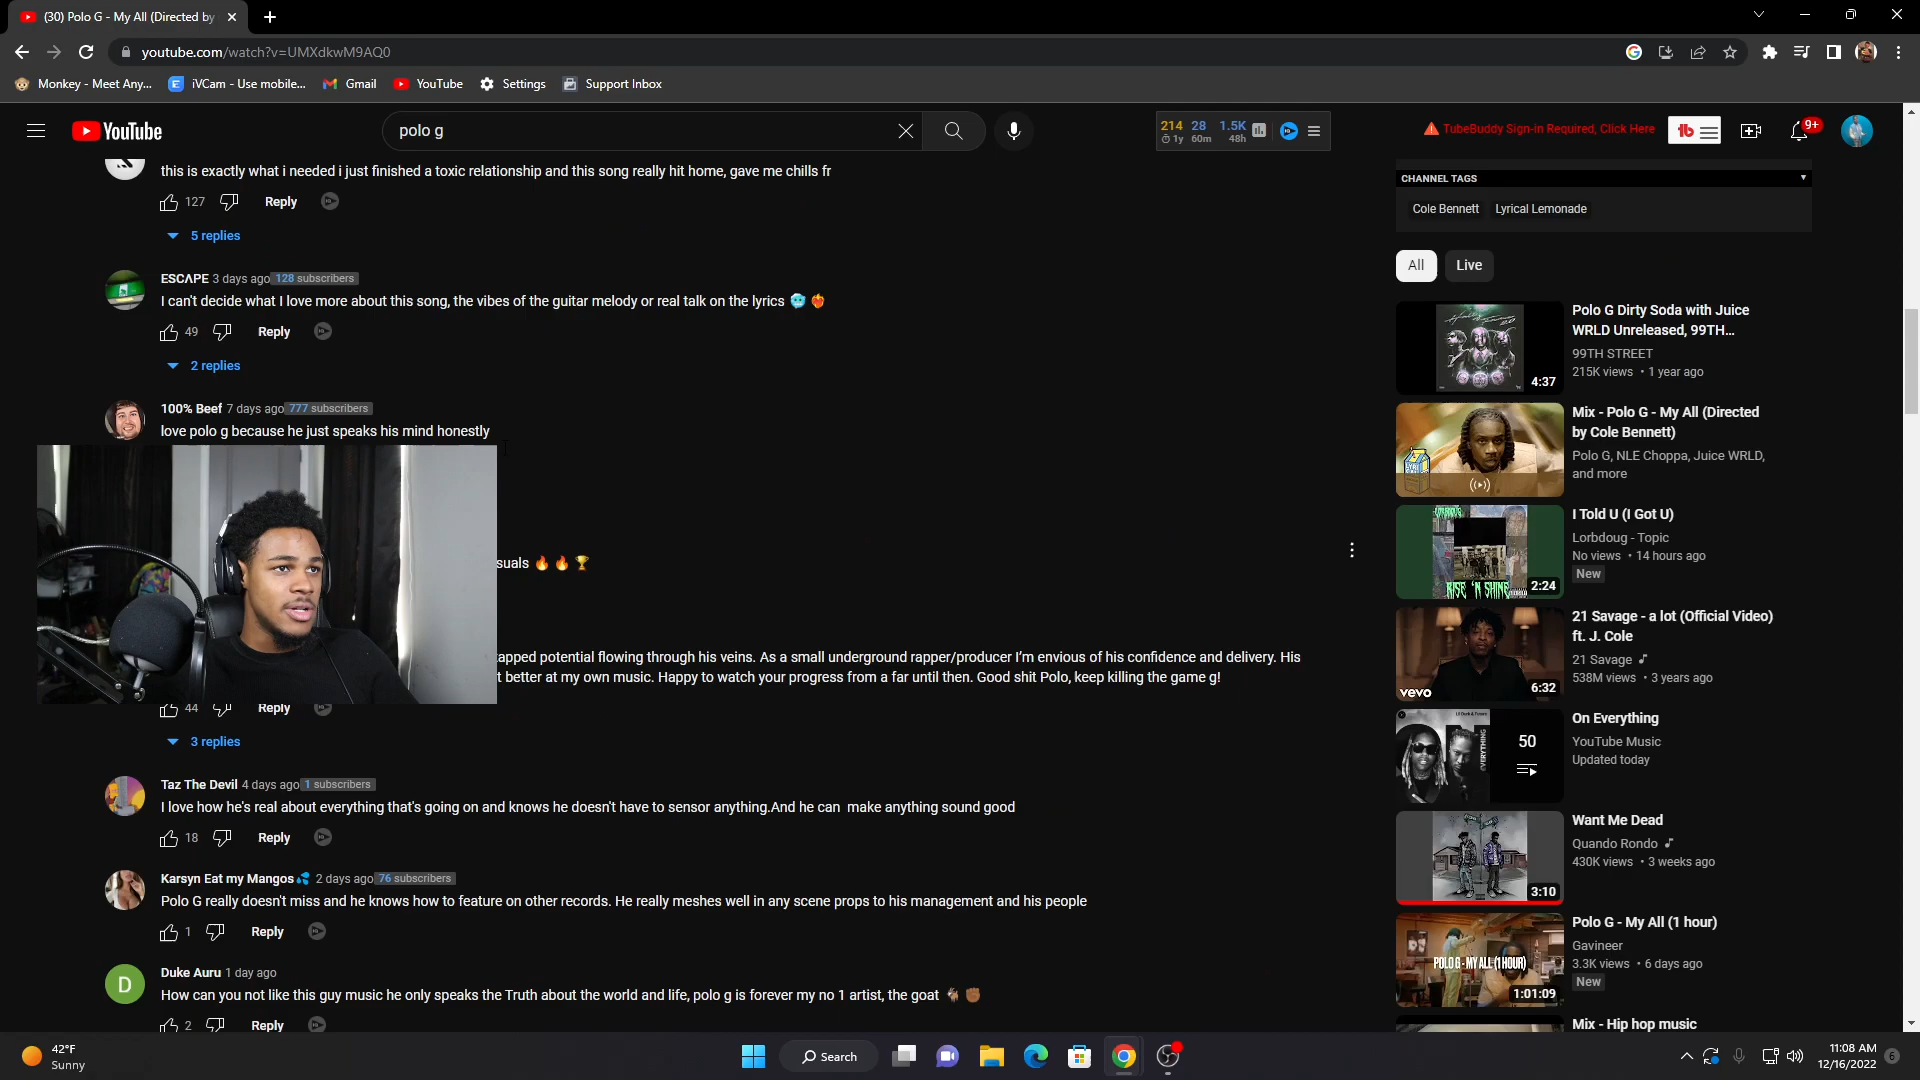 (30) Polo G - My All (Directed by
youtube.com/watch?v=UMXdkwM9AQ0
Monkey - Meet Any...
iVCam - Use mobile...
Gmail
YouTube
Settings
Support Inbox
YouTube
polo g
214 28 1.5K
1y 60m 48h
TubeBuddy Sign-in Required, Click Here
tb
9+
this is exactly what i needed i just finished a toxic relationship and this song really hit home, gave me chills fr
127 Reply
5 replies
ESCΛPE 3 days ago 128 subscribers
I can't decide what I love more about this song, the vibes of the guitar melody or real talk on the lyrics 🥶 ❤️‍🔥
49 Reply
2 replies
100% Beef 7 days ago 777 subscribers
love polo g because he just speaks his mind honestly
suals 🔥 🔥 🏆
tapped potential flowing through his veins. As a small underground rapper/producer I’m envious of his confidence and delivery. His
t better at my own music. Happy to watch your progress from a far until then. Good shit Polo, keep killing the game g!
44 Reply
3 replies
Taz The Devil 4 days ago 1 subscribers
I love how he's real about everything that's going on and knows he doesn't have to sensor anything.And he can make anything sound good
18 Reply
Karsyn Eat my Mangos💦 2 days ago 76 subscribers
Polo G really doesn't miss and he knows how to feature on other records. He really meshes well in any scene props to his management and his people
1 Reply
D
Duke Auru 1 day ago
How can you not like this guy music he only speaks the Truth about the world and life, polo g is forever my no 1 artist, the goat 🐐 ✊🏾
2 Reply
CHANNEL TAGS
Cole Bennett Lyrical Lemonade
All Live
4:37
Polo G Dirty Soda with Juice
WRLD Unreleased, 99TH...
99TH STREET
215K views • 1 year ago
Mix - Polo G - My All (Directed
by Cole Bennett)
Polo G, NLE Choppa, Juice WRLD,
and more
RISE 'N SHINE
2:24
I Told U (I Got U)
Lorbdoug - Topic
No views • 14 hours ago
New
vevo
6:32
21 Savage - a lot (Official Video)
ft. J. Cole
21 Savage ♪
538M views • 3 years ago
EVERYTHING
50
On Everything
YouTube Music
Updated today
3:10
Want Me Dead
Quando Rondo ♪
430K views • 3 weeks ago
POLO G - MY ALL (1 HOUR)
1:01:09
Polo G - My All (1 hour)
Gavineer
3.3K views • 6 days ago
New
Mix - Hip hop music
42°F
Sunny
Search
11:08 AM
12/16/2022
6